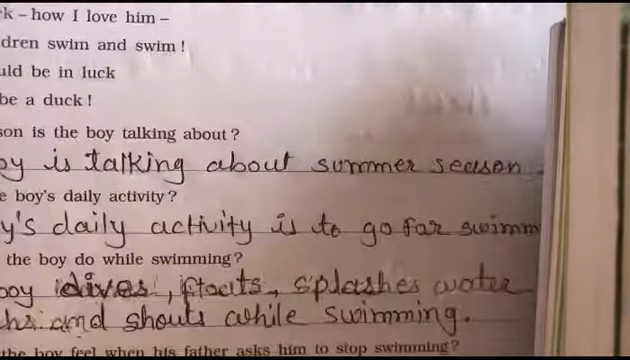 k – how I love him –
dren swim and swim !
uld be in luck
be a duck !
son is the boy talking about ?
oy is talking about summer season.
e boy's daily activity ?
y's daily activity is to go for swimm
the boy do while swimming ?
boy dives, floats, splashes water
hs and shouts while swimming.
the boy feel when his father asks him to stop swimming?